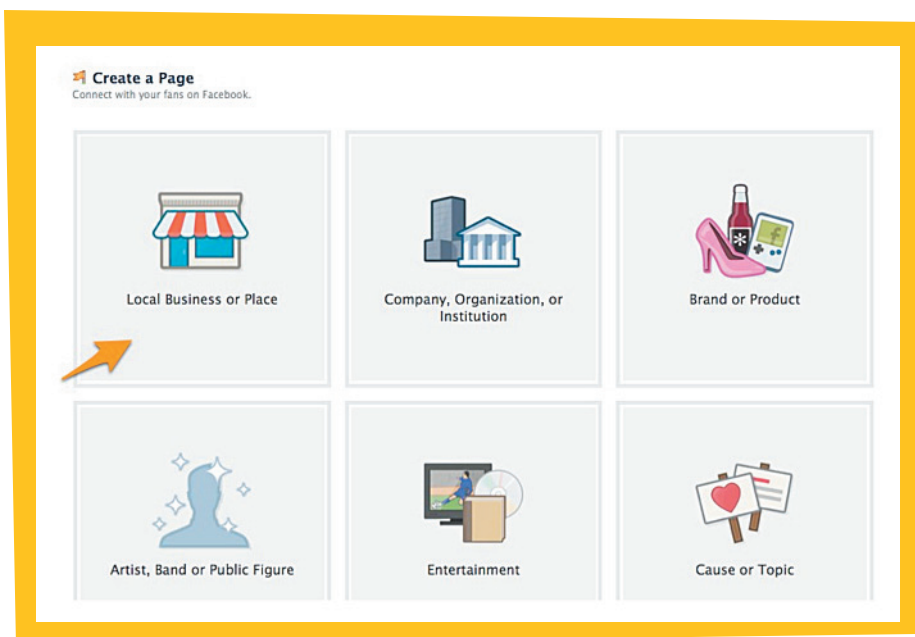 Create a Page
Connect with your fans on Facebook.
Local Business or Place
Company, Organization, or
Institution
Brand or Product
Artist, Band or Public Figure
Entertainment
Cause or Topic